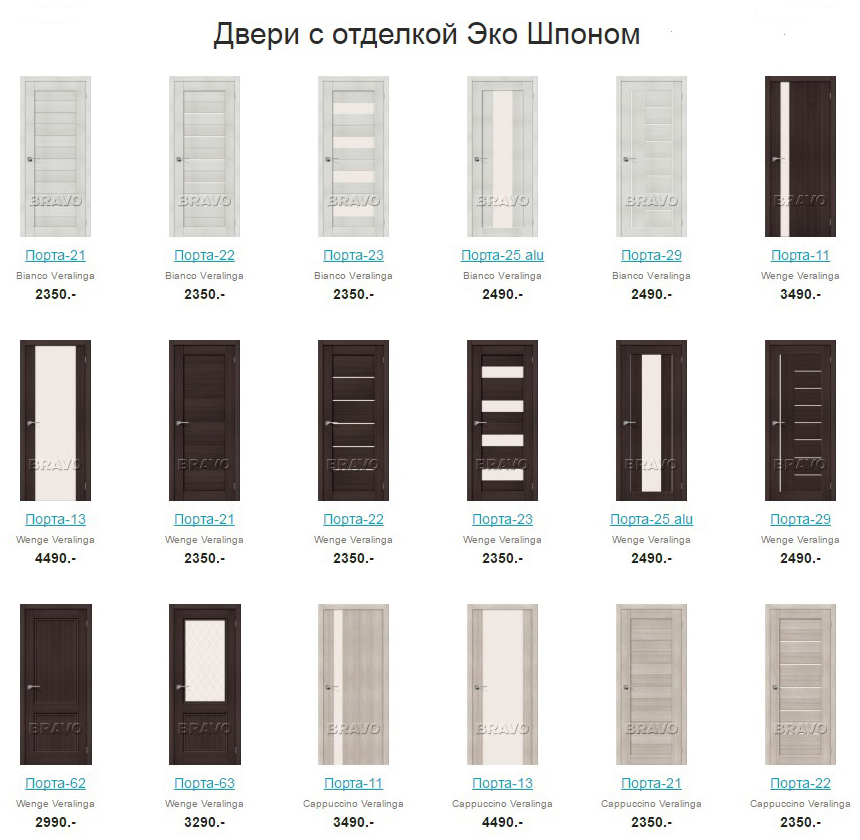 Двери с отделкой Эко Шпоном
BRAVO BRAVO BRAVO BRAVO BRAVO BRAVO
Порта-21 Порта-22 Порта-23 Порта-25 alu Порта-29 Порта-11
Bianco Veralinga Bianco Veralinga Bianco Veralinga Bianco Veralinga Bianco Veralinga Wenge Veralinga
2350.- 2350.- 2350.- 2490.- 2490.- 3490.-
BRAVO BRAVO BRAVO BRAVO BRAVO BRAVO
Порта-13 Порта-21 Порта-22 Порта-23 Порта-25 alu Порта-29
Wenge Veralinga Wenge Veralinga Wenge Veralinga Wenge Veralinga Wenge Veralinga Wenge Veralinga
4490.- 2350.- 2350.- 2350.- 2490.- 2490.-
BRAVO BRAVO BRAVO BRAVO BRAVO BRAVO
Порта-62 Порта-63 Порта-11 Порта-13 Порта-21 Порта-22
Wenge Veralinga Wenge Veralinga Cappuccino Veralinga Cappuccino Veralinga Cappuccino Veralinga Cappuccino Veralinga
2990.- 3290.- 3490.- 4490.- 2350.- 2350.-